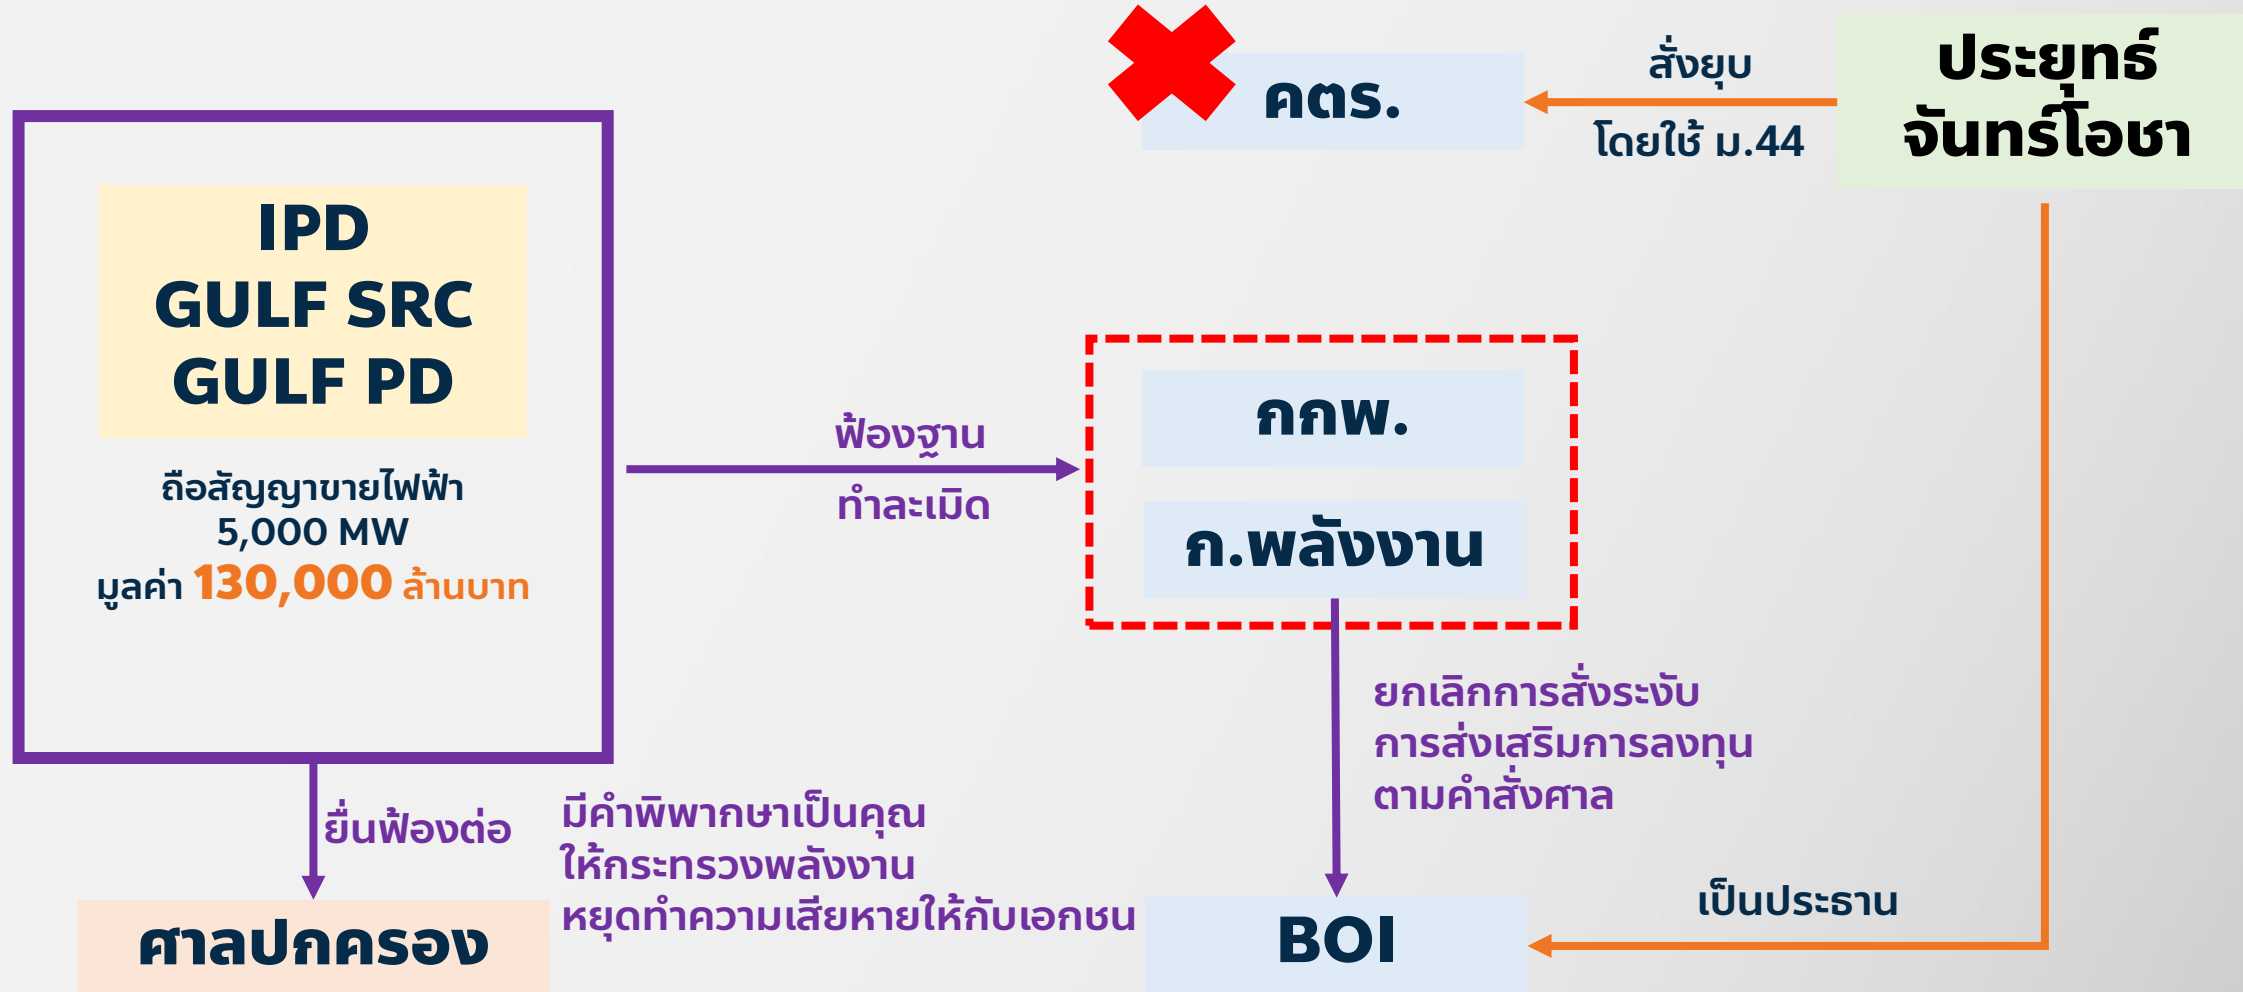 คตร.
สั่งยุบ
โดยใช้ ม.44
ประยุทธ์
จันทร์โอชา
IPD
GULF SRC
GULF PD
ถือสัญญาขายไฟฟ้า
5,000 MW
มูลค่า 130,000 ล้านบาท
ฟ้องฐาน
ทำละเมิด
กกพ.
ก.พลังงาน
ยกเลิกการสั่งระงับ
การส่งเสริมการลงทุน
ตามคำสั่งศาล
ยื่นฟ้องต่อ
มีคำพิพากษาเป็นคุณ
ให้กระทรวงพลังงาน
หยุดทำความเสียหายให้กับเอกชน
เป็นประธาน
ศาลปกครอง
BOI